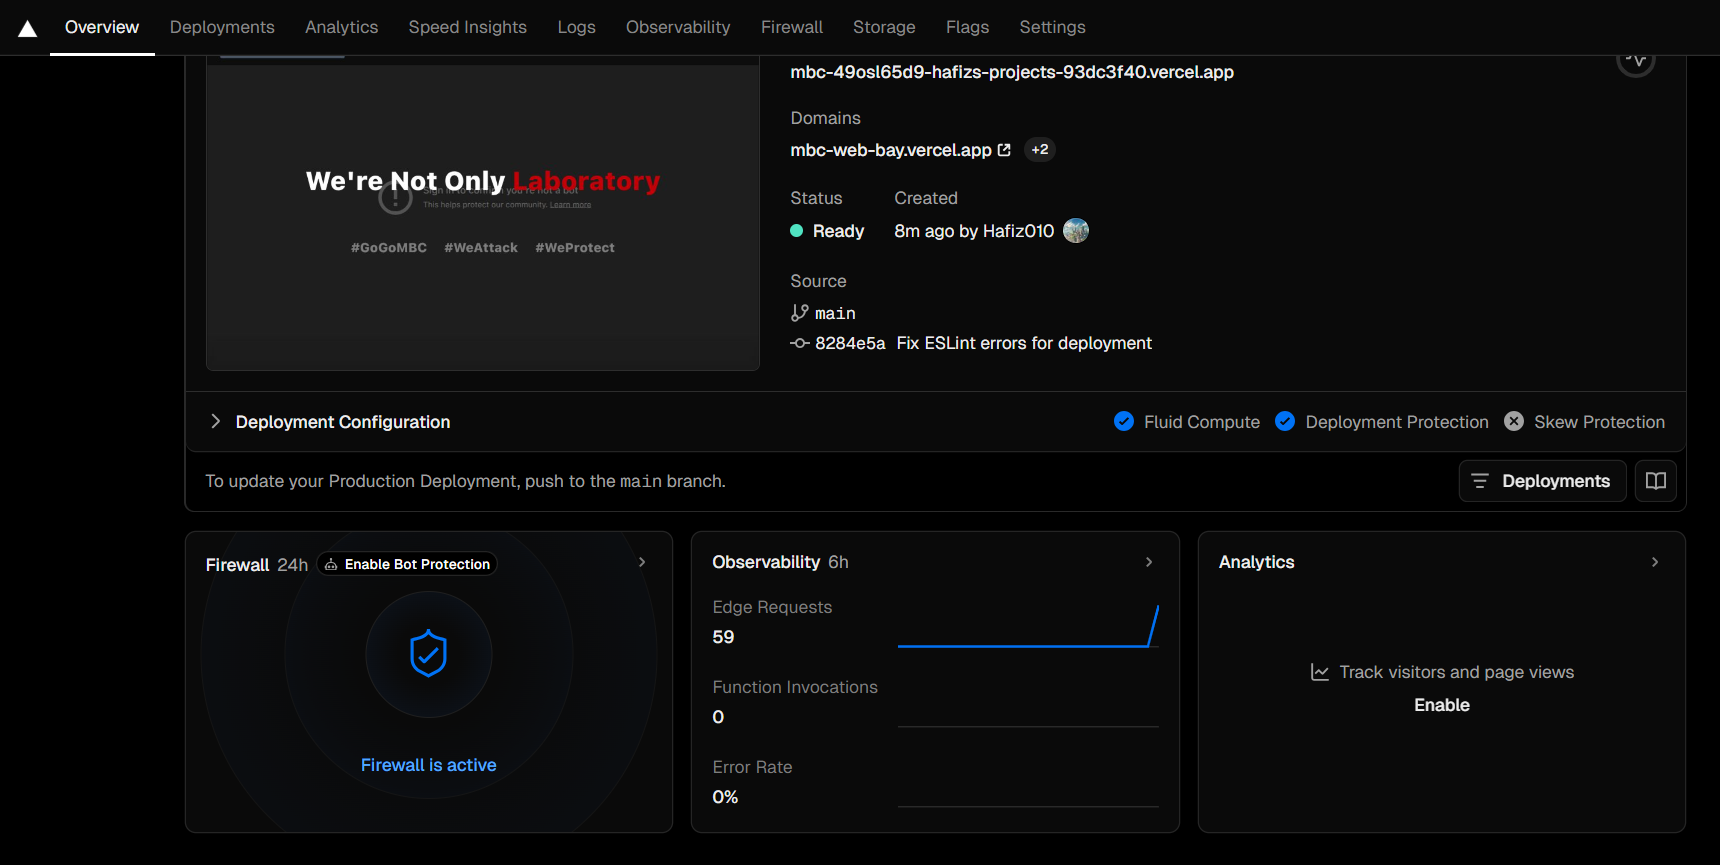 Overview Deployments Analytics Speed Insights Logs Observability Firewall Storage Flags Settings
mbc-49osl65d9-hafizs-projects-93dc3f40.vercel.app
Domains
mbc-web-bay.vercel.app +2
Status Created
Ready 8m ago by Hafiz010
Source
main
8284e5a Fix ESLint errors for deployment
We're Not Only Laboratory
Sign in to confirm you're not a bot
This helps protect our community. Learn more
#GoGoMBC #WeAttack #WeProtect
Deployment Configuration
Fluid Compute Deployment Protection Skew Protection
To update your Production Deployment, push to the main branch.
Deployments
Firewall 24h Enable Bot Protection
Firewall is active
Observability 6h
Edge Requests
59
Function Invocations
0
Error Rate
0%
Analytics
Track visitors and page views
Enable